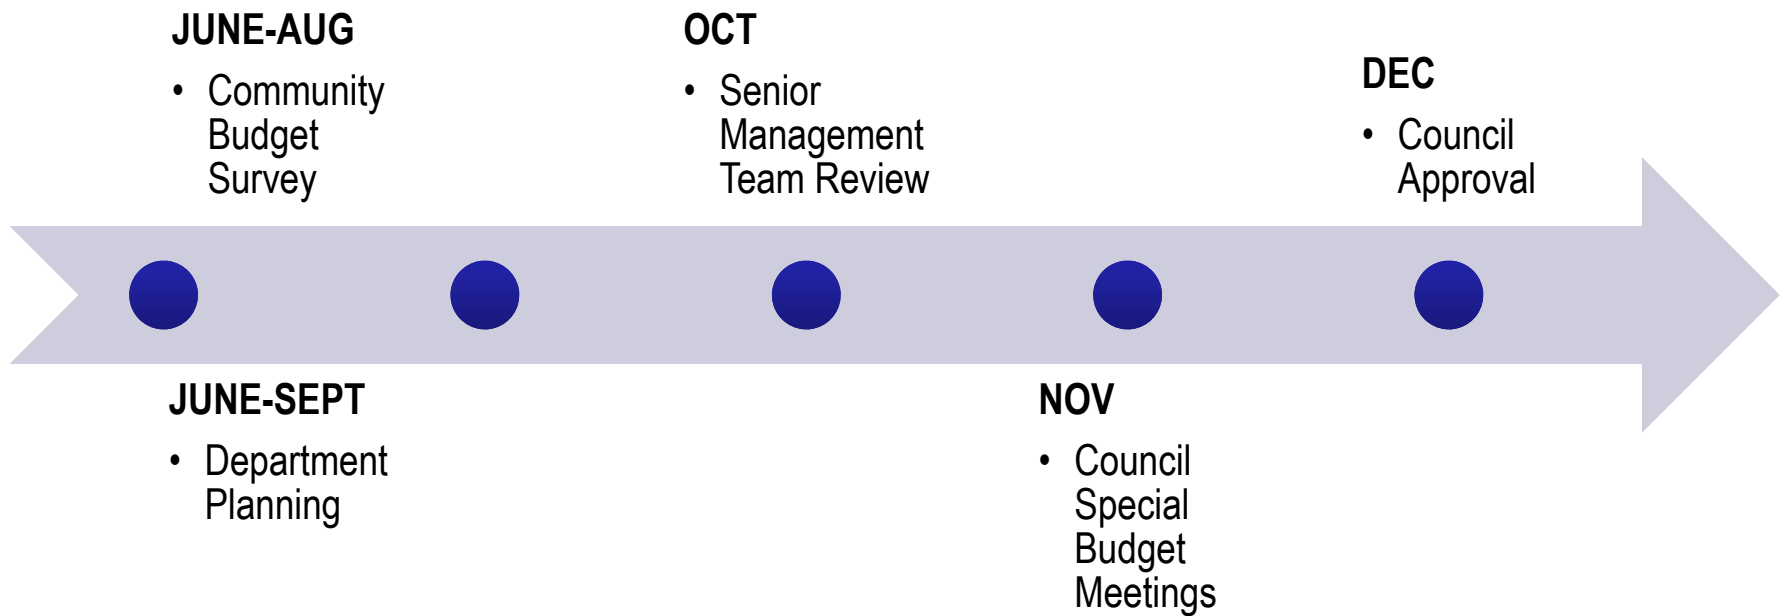 JUNE-AUG
• Community
Budget
Survey
JUNE-SEPT
• Department
Planning
OCT
• Senior
Management
Team Review
NOV
• Council
Special
Budget
Meetings
DEC
• Council
Approval